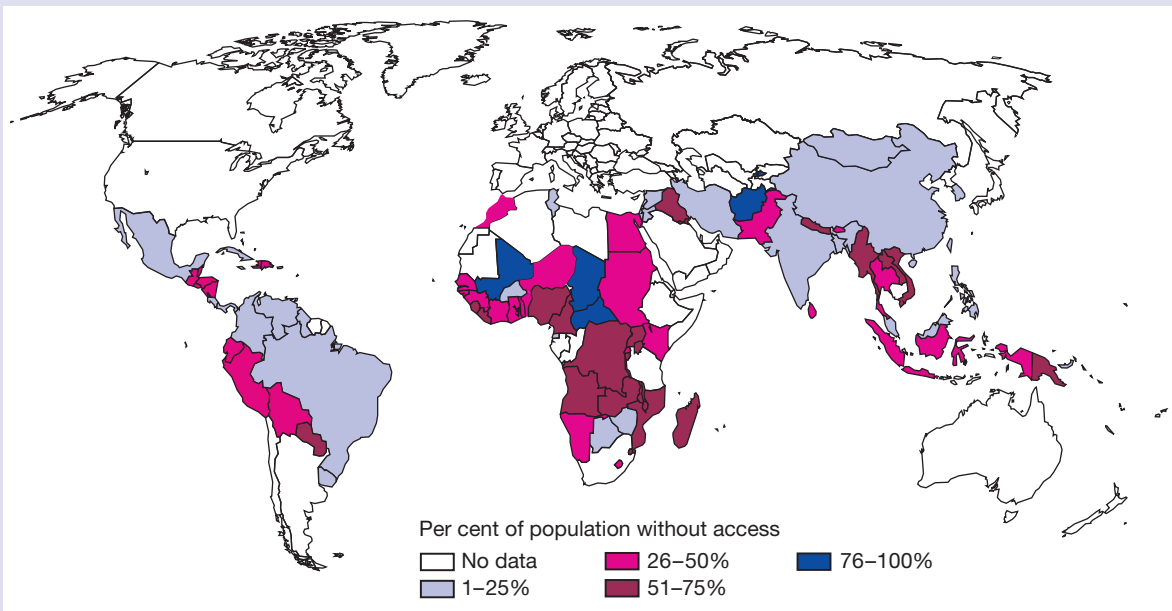 Per cent of population without access
No data
26–50%
76–100%
1–25%
51–75%